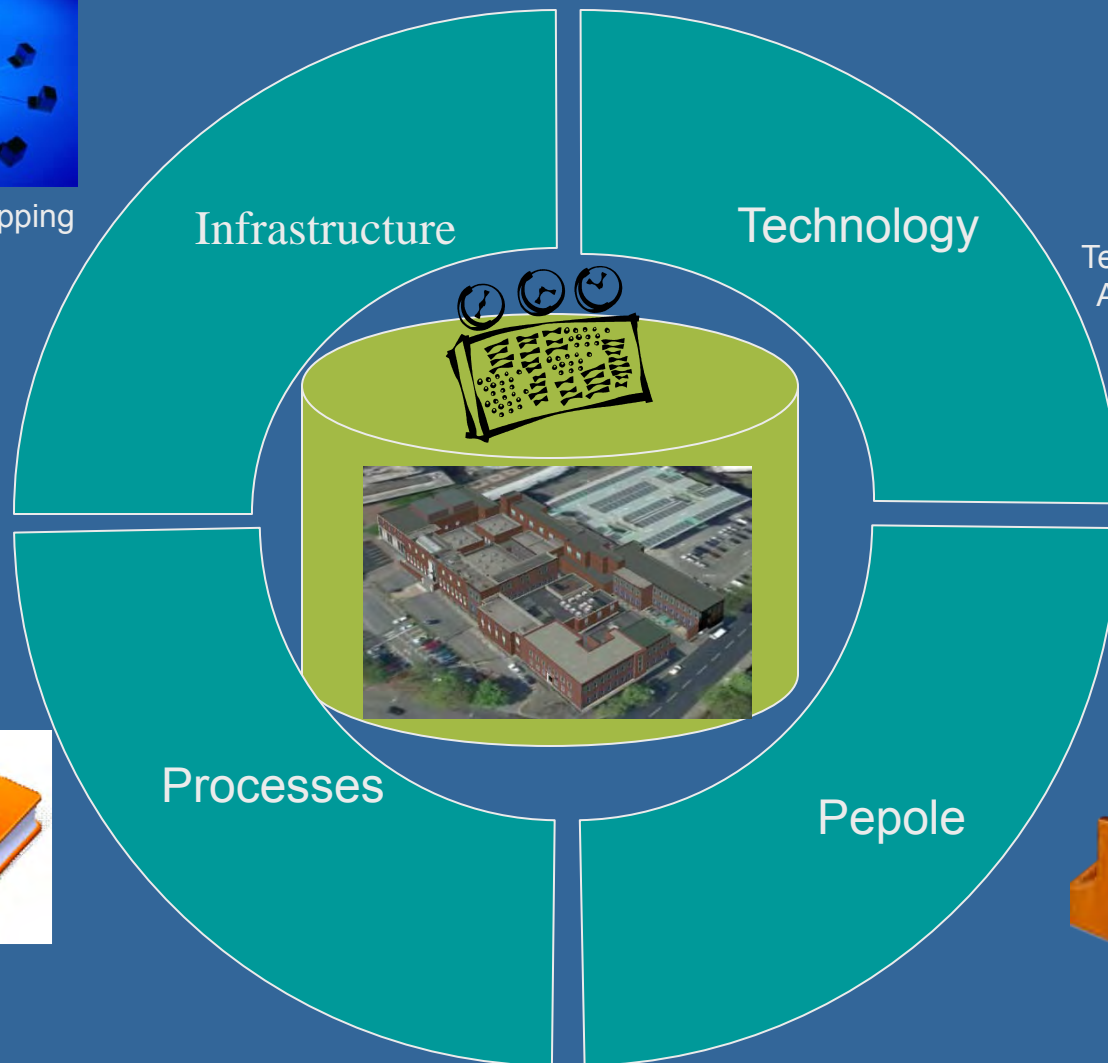 pping
Infrastructure
Technology
Te
A
Processes
Pepole